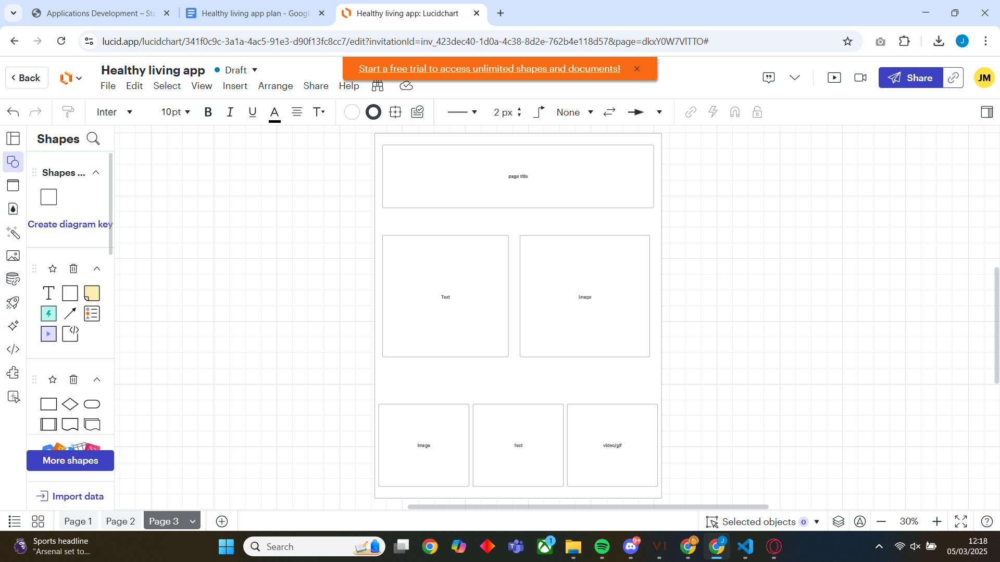 Applications Development – Sta
Healthy living app plan - Googl
Healthy living app: Lucidchart
lucid.app/lucidchart/341f0c9c-3a1a-4ac5-91e3-d90f13fc8cc7/edit?invitationId=inv_423dec40-1d0a-4c38-8d2e-762b4e118d57&page=dkxY0W7VlTTO#
J
Start a free trial to access unlimited shapes and documents!
Back
Healthy living app
Draft
File Edit Select View Insert Arrange Share Help
Share
JM
Inter
10pt
B I U A T
2 px
None
Shapes
Shapes ...
Create diagram key
T
More shapes
Import data
page title
Text
image
image
Text
video/gif
Page 1
Page 2
Page 3
Selected objects 0
30%
Sports headline
"Arsenal set to...
Search
1
9+
VI
J
12:18
05/03/2025